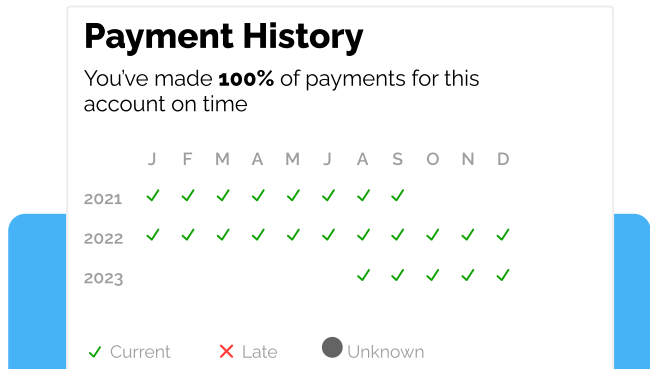 Payment History
You've made 100% of payments for this
account on time
J F M A M J A S O N D
2021 ✓ ✓ ✓ ✓ ✓ ✓ ✓ ✓
2022 ✓ ✓ ✓ ✓ ✓ ✓ ✓ ✓ ✓ ✓ ✓
2023 ✓ ✓ ✓ ✓ ✓
✓ Current ✕ Late ● Unknown